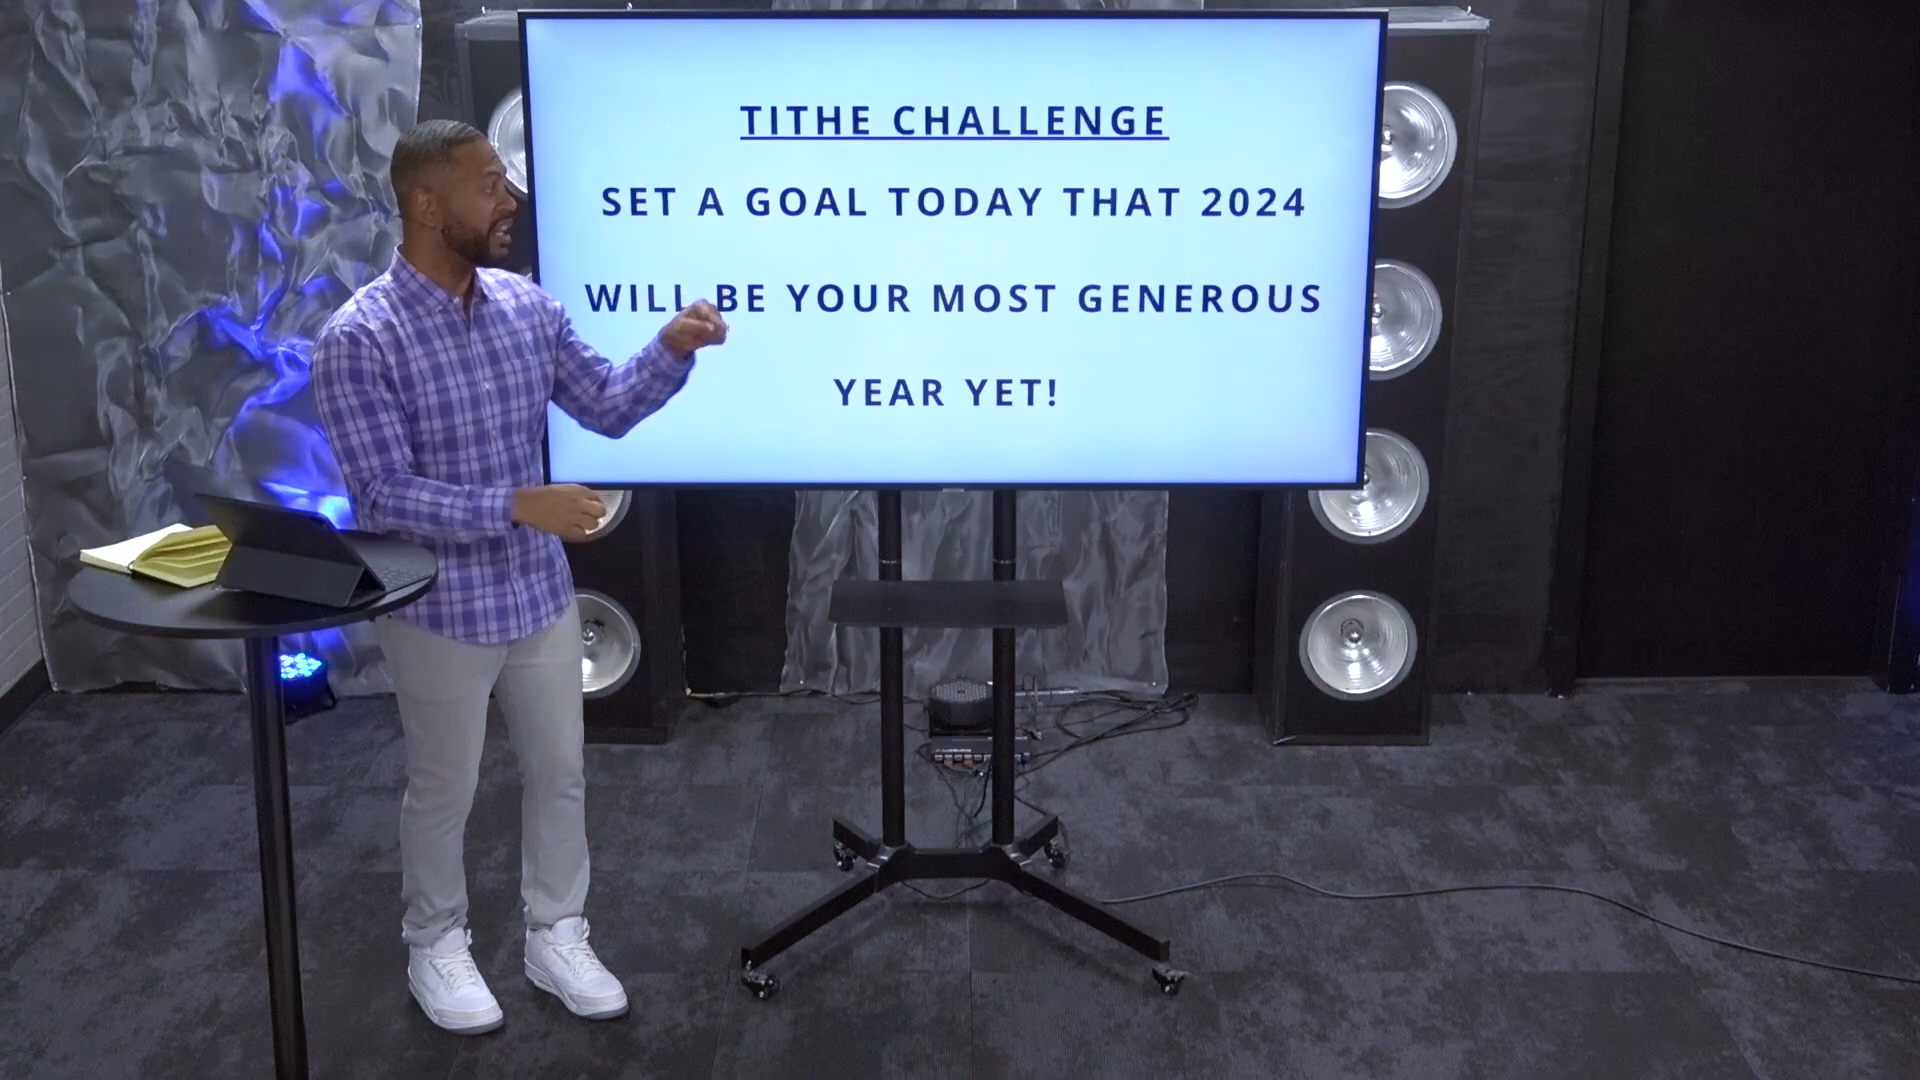 TITHE CHALLENGE
SET A GOAL TODAY THAT 2024
WILL BE YOUR MOST GENEROUS
YEAR YET!